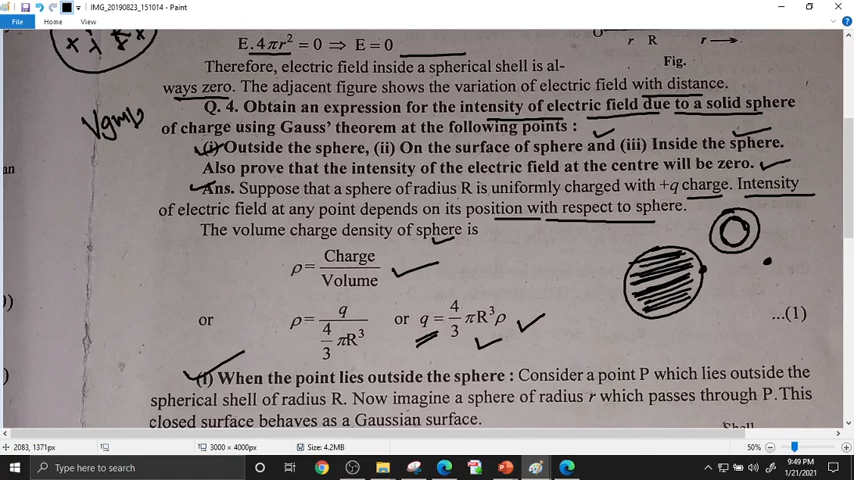 IMG_20190823_151014 - Paint
File Home View
E.4πr² = 0 ⇒ E = 0
r R r
Fig.
Therefore, electric field inside a spherical shell is al-
ways zero. The adjacent figure shows the variation of electric field with distance.
Q. 4. Obtain an expression for the intensity of electric field due to a solid sphere
of charge using Gauss' theorem at the following points :
(i) Outside the sphere, (ii) On the surface of sphere and (iii) Inside the sphere.
Also prove that the intensity of the electric field at the centre will be zero.
Ans. Suppose that a sphere of radius R is uniformly charged with +q charge. Intensity
of electric field at any point depends on its position with respect to sphere.
The volume charge density of sphere is
ρ = Charge / Volume
or ρ = q / (4/3 πR³) or q = 4/3 πR³ρ ...(1)
(i) When the point lies outside the sphere : Consider a point P which lies outside the
spherical shell of radius R. Now imagine a sphere of radius r which passes through P. This
closed surface behaves as a Gaussian surface.
an
2083, 1371px 3000 × 4000px Size: 4.2MB 50%
Type here to search
9:49 PM
1/21/2021